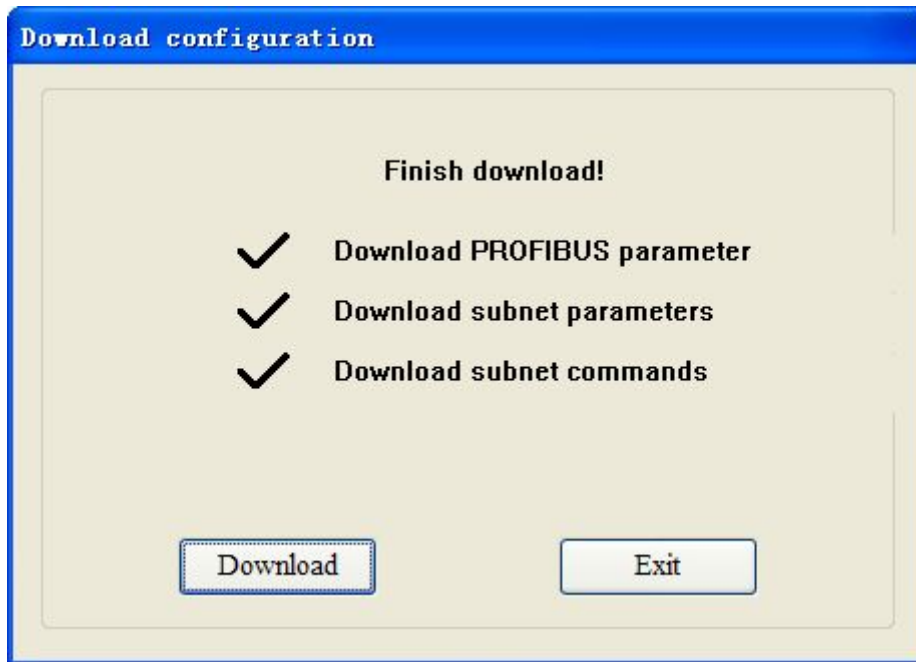 Download configuration
Finish download!
Download PROFIBUS parameter
Download subnet parameters
Download subnet commands
Download
Exit